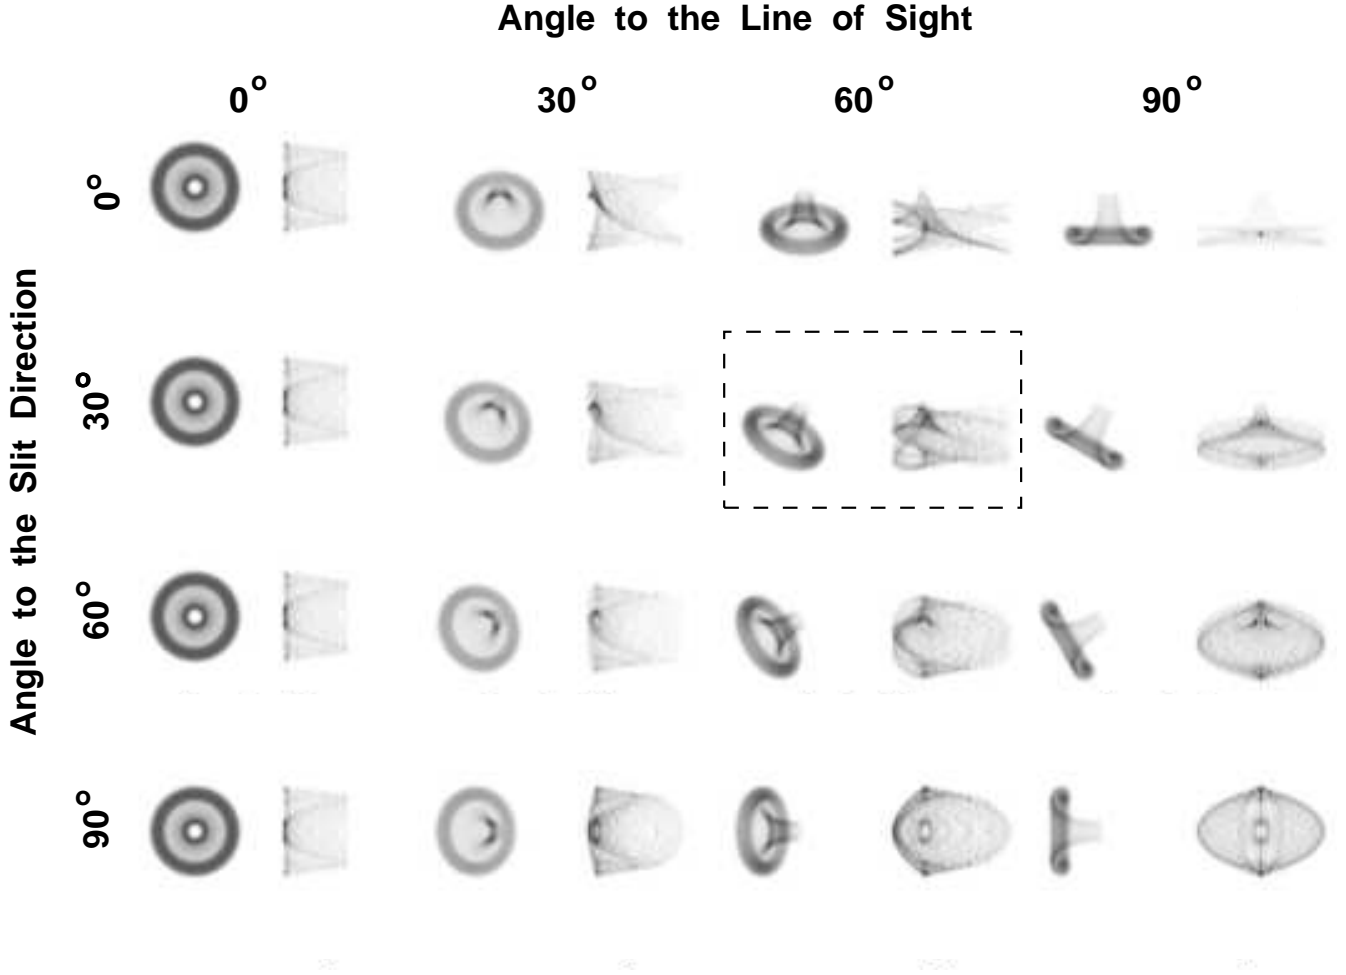 Angle to the Line of Sight
0° 30° 60° 90°
Angle to the Slit Direction
0°
30°
60°
90°